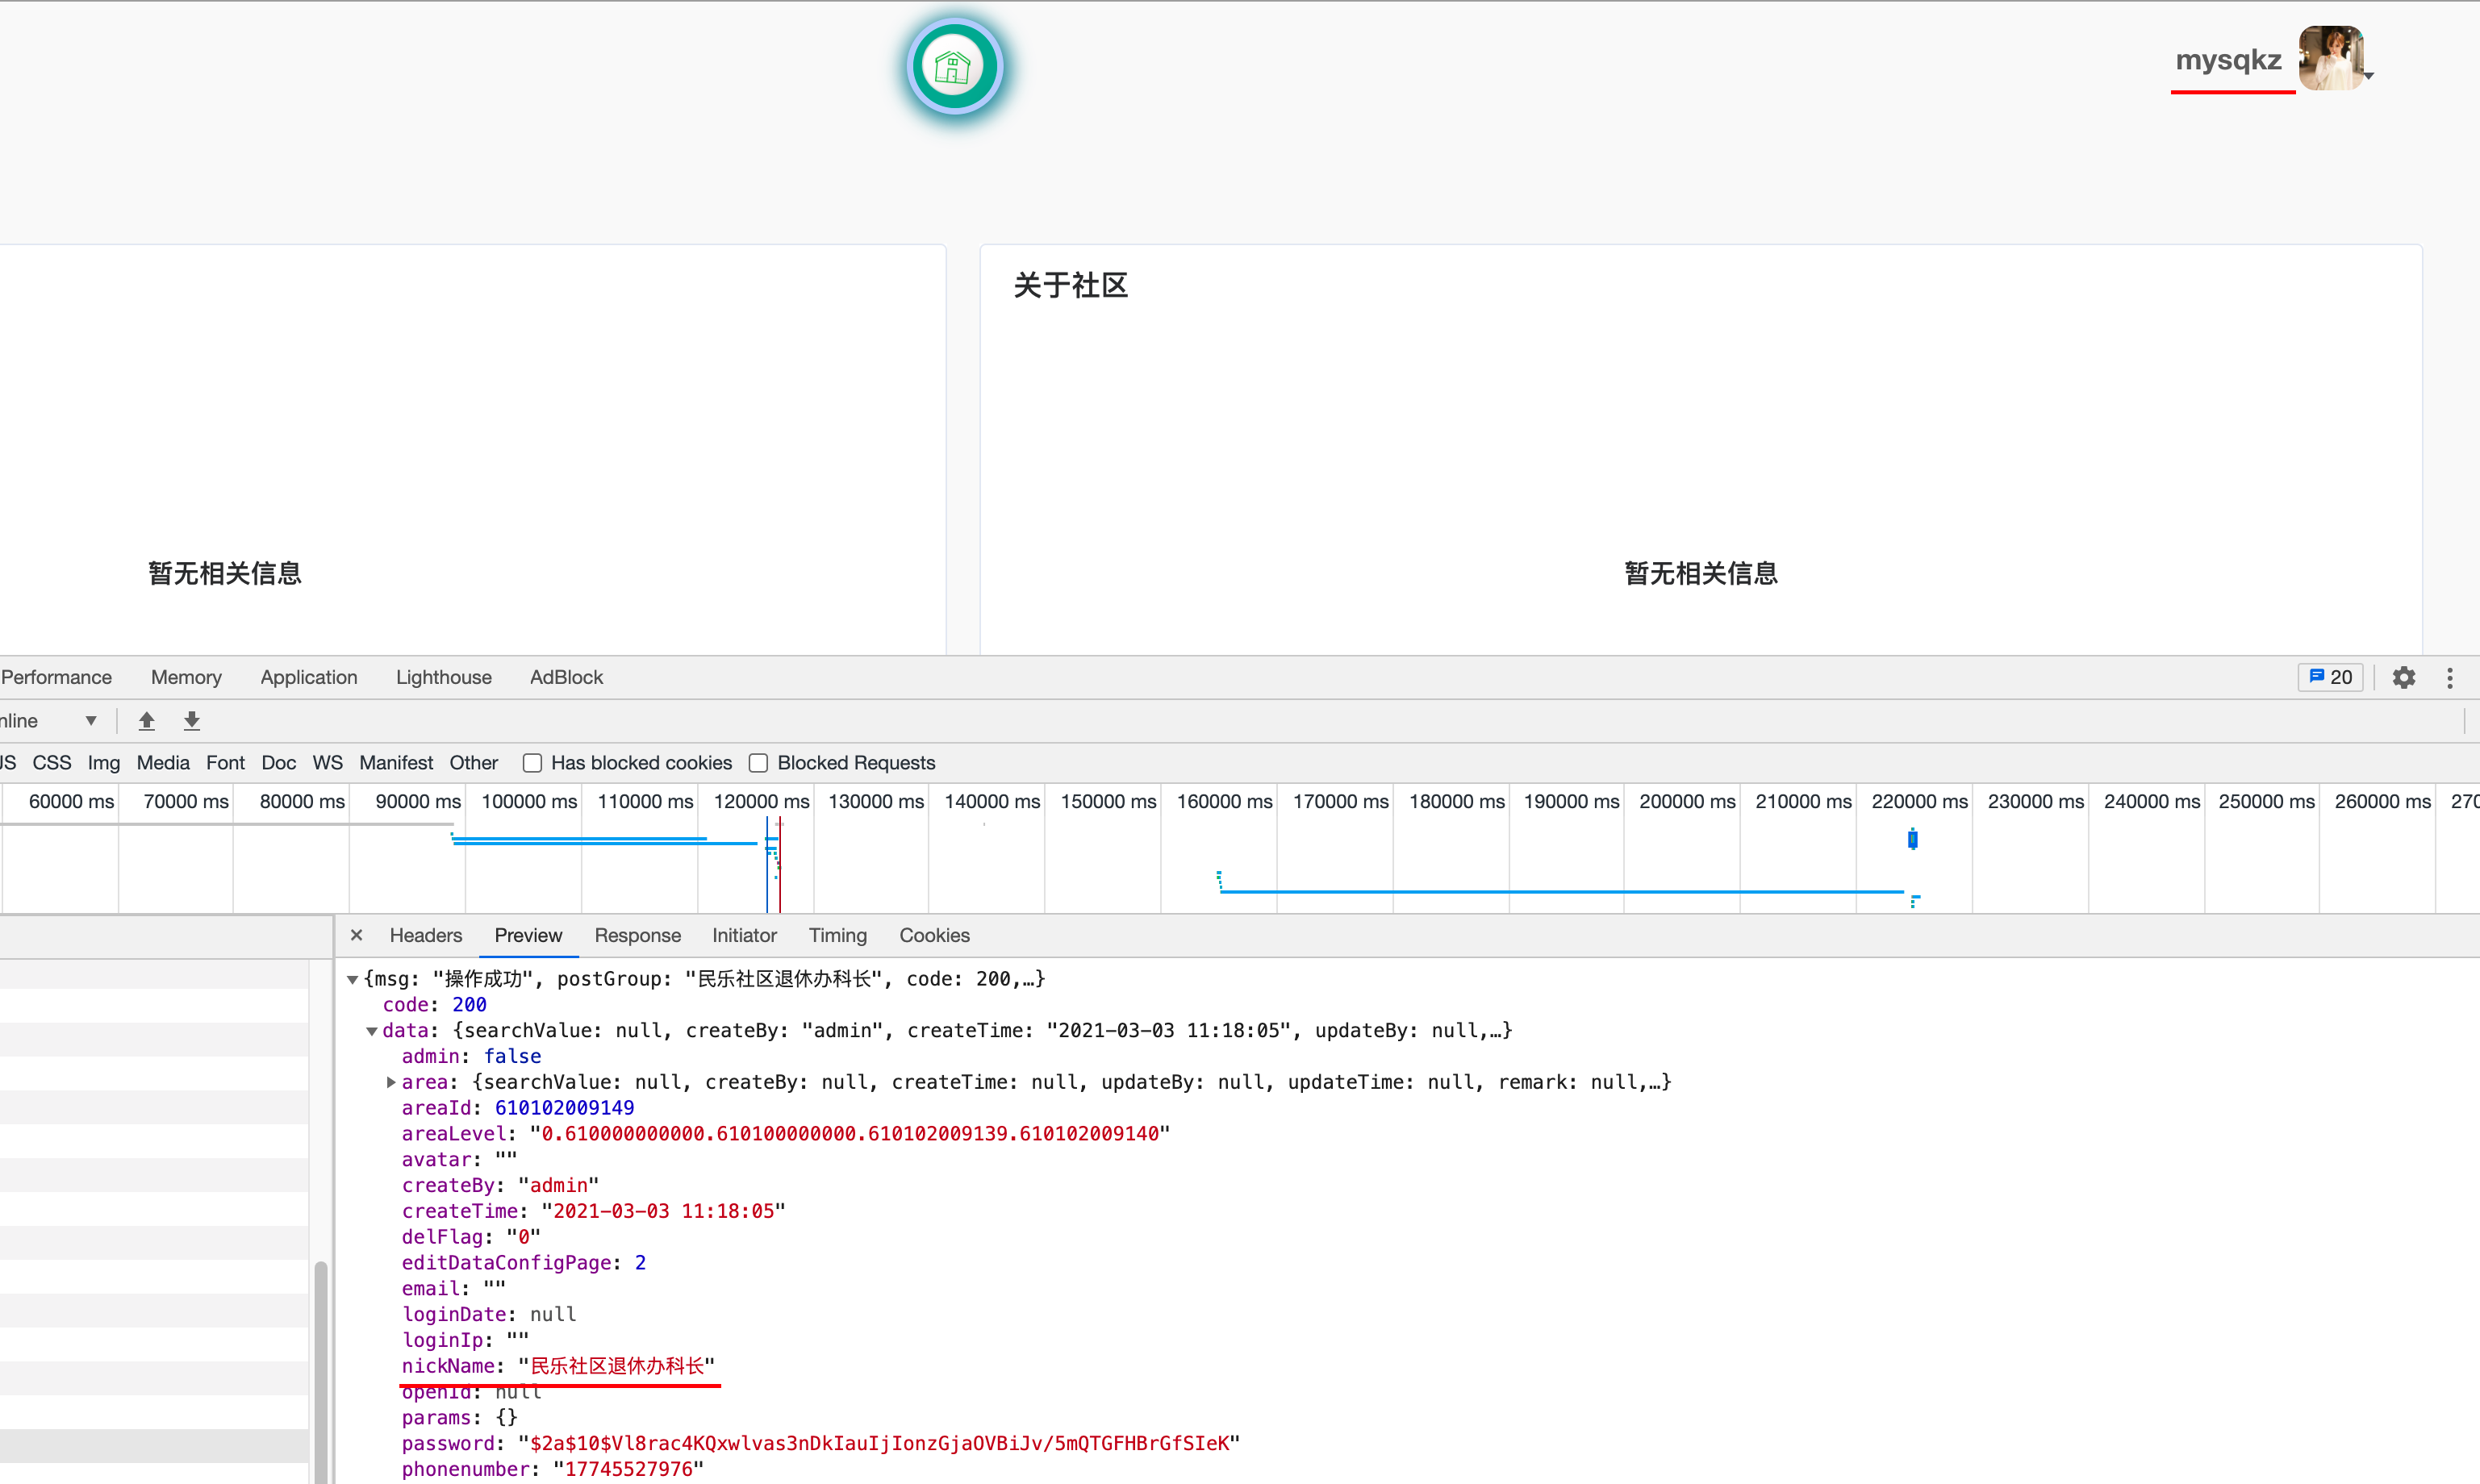 mysqkz
关于社区
暂无相关信息
暂无相关信息
Performance Memory Application Lighthouse AdBlock 20
nline
JS CSS Img Media Font Doc WS Manifest Other Has blocked cookies Blocked Requests
60000 ms 70000 ms 80000 ms 90000 ms 100000 ms 110000 ms 120000 ms 130000 ms 140000 ms 150000 ms 160000 ms 170000 ms 180000 ms 190000 ms 200000 ms 210000 ms 220000 ms 230000 ms 240000 ms 250000 ms 260000 ms 270
× Headers Preview Response Initiator Timing Cookies
{msg: "操作成功", postGroup: "民乐社区退休办科长", code: 200,…}
code: 200
data: {searchValue: null, createBy: "admin", createTime: "2021-03-03 11:18:05", updateBy: null,…}
admin: false
area: {searchValue: null, createBy: null, createTime: null, updateBy: null, updateTime: null, remark: null,…}
areaId: 610102009149
areaLevel: "0.610000000000.610100000000.610102009139.610102009140"
avatar: ""
createBy: "admin"
createTime: "2021-03-03 11:18:05"
delFlag: "0"
editDataConfigPage: 2
email: ""
loginDate: null
loginIp: ""
nickName: "民乐社区退休办科长"
openId: null
params: {}
password: "$2a$10$Vl8rac4KQxwlvas3nDkIauIjIonzGjaOVBiJv/5mQTGFHBrGfSIeK"
phonenumber: "17745527976"